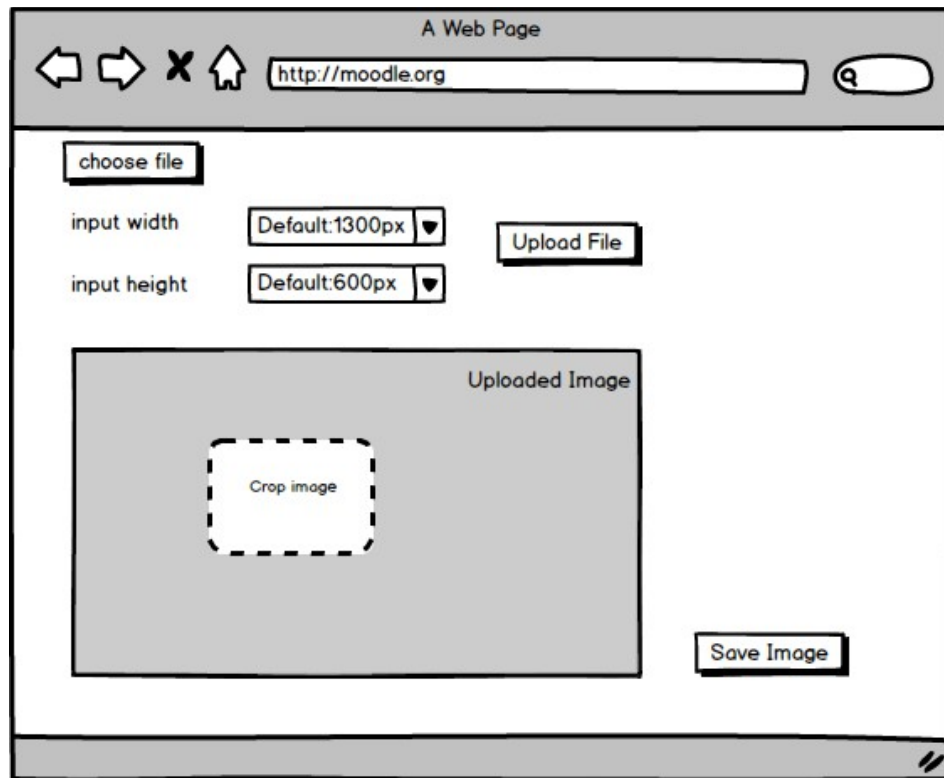 A Web Page
http://moodle.org
choose file
input width
Default:1300px
Upload File
input height
Default:600px
Uploaded Image
Crop image
Save Image